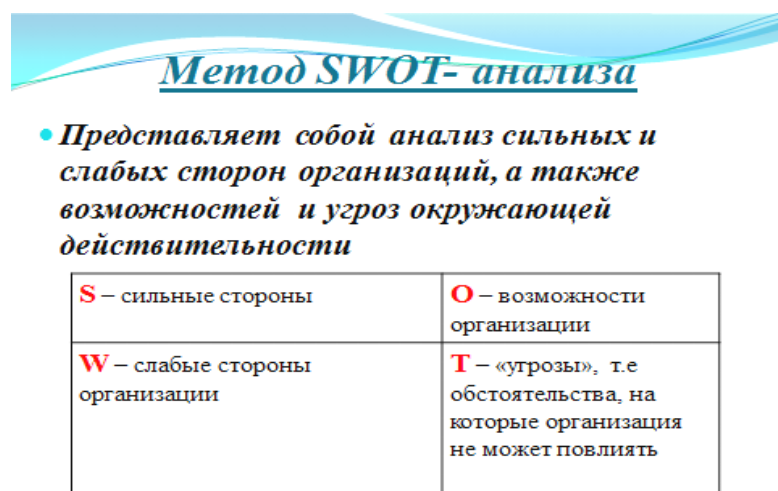 Метод SWOT- анализа
Представляет собой анализ сильных и
слабых сторон организаций, а также
возможностей и угроз окружающей
действительности
S – сильные стороны
O – возможности
организации
W – слабые стороны
организации
T – «угрозы», т.е
обстоятельства, на
которые организация
не может повлиять